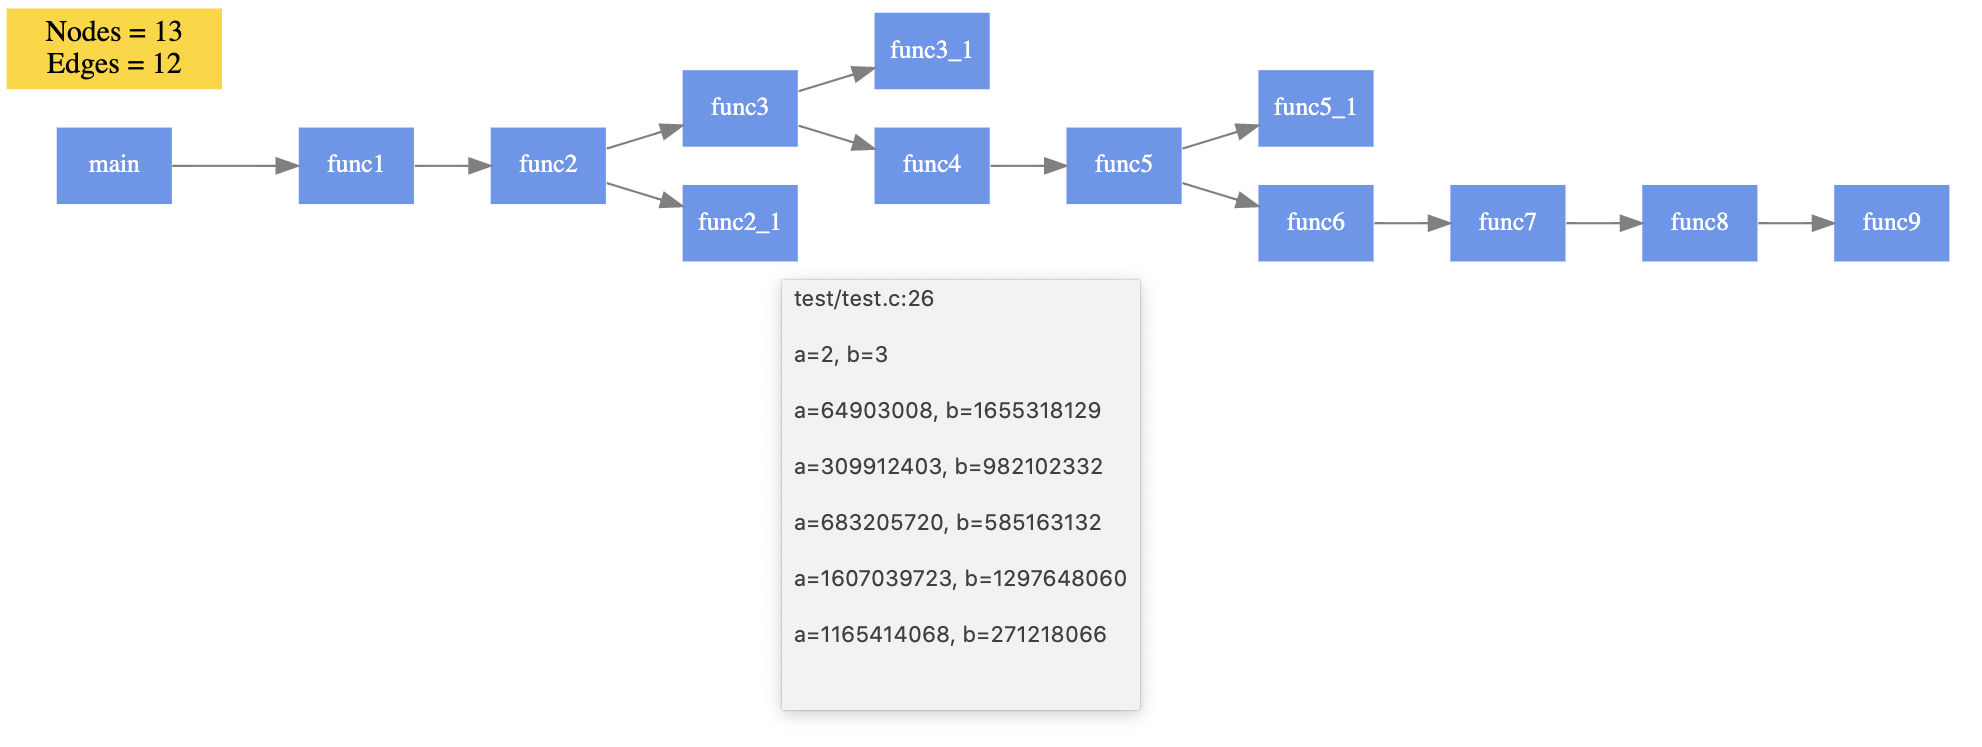 Nodes = 13
Edges = 12
func3_1
func3
func5_1
main
func1
func2
func4
func5
func2_1
func6
func7
func8
func9
test/test.c:26
a=2, b=3
a=64903008, b=1655318129
a=309912403, b=982102332
a=683205720, b=585163132
a=1607039723, b=1297648060
a=1165414068, b=271218066